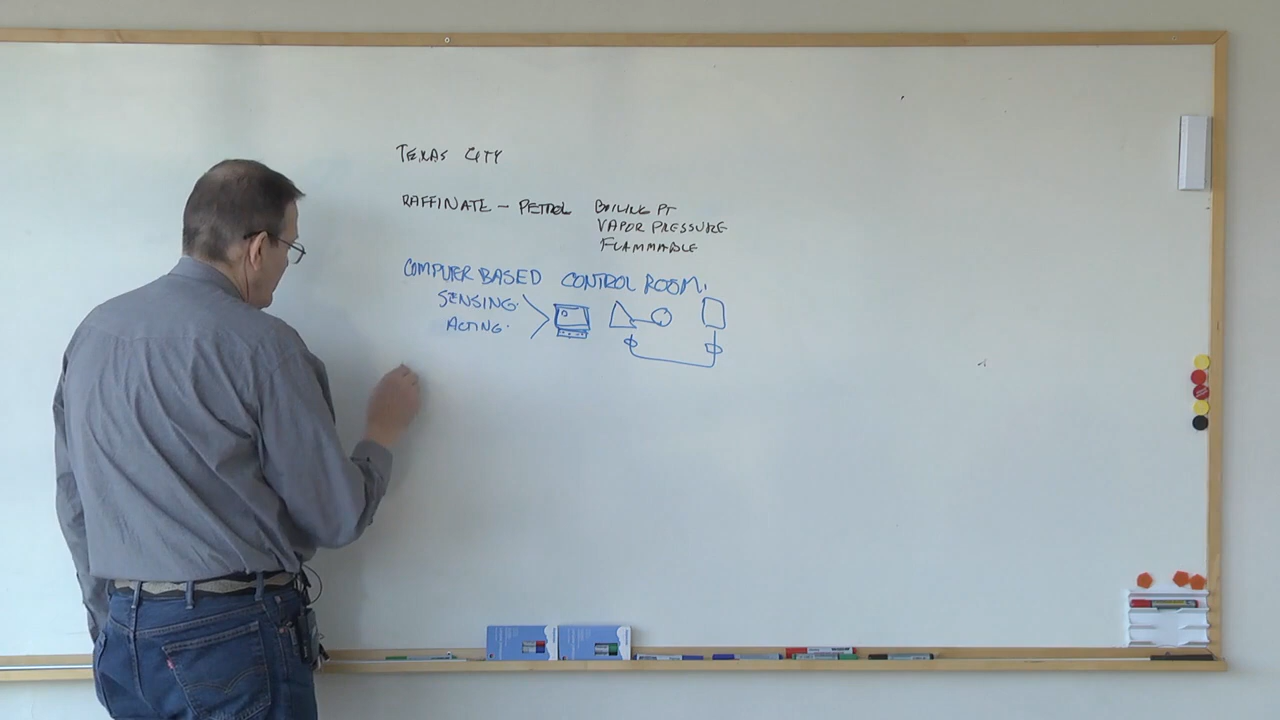 TEXAS CITY
RAFFINATE - PETROL BOILING PT
VAPOR PRESSURE
FLAMMABLE
COMPUTER BASED CONTROL ROOM.
SENSING.
ACTING.